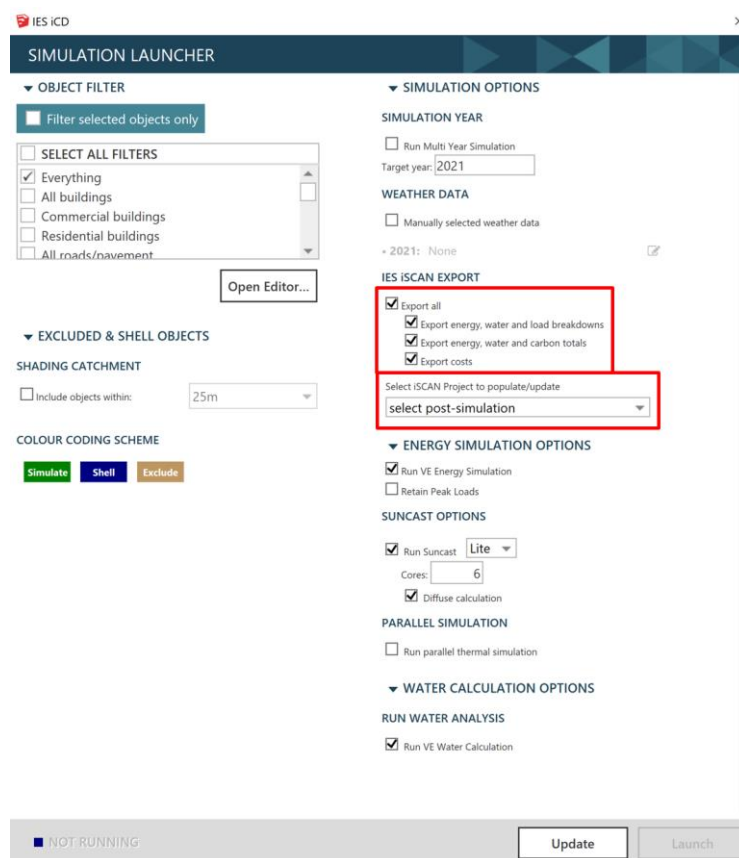 IES iCD
SIMULATION LAUNCHER
OBJECT FILTER
Filter selected objects only
SELECT ALL FILTERS
Everything
All buildings
Commercial buildings
Residential buildings
All roads/pavement
Open Editor...
EXCLUDED & SHELL OBJECTS
SHADING CATCHMENT
Include objects within: 25m
COLOUR CODING SCHEME
Simulate Shell Exclude
SIMULATION OPTIONS
SIMULATION YEAR
Run Multi Year Simulation
Target year: 2021
WEATHER DATA
Manually selected weather data
• 2021: None
IES iSCAN EXPORT
Export all
Export energy, water and load breakdowns
Export energy, water and carbon totals
Export costs
Select iSCAN Project to populate/update
select post-simulation
ENERGY SIMULATION OPTIONS
Run VE Energy Simulation
Retain Peak Loads
SUNCAST OPTIONS
Run Suncast Lite
Cores: 6
Diffuse calculation
PARALLEL SIMULATION
Run parallel thermal simulation
WATER CALCULATION OPTIONS
RUN WATER ANALYSIS
Run VE Water Calculation
NOT RUNNING
Update
Launch